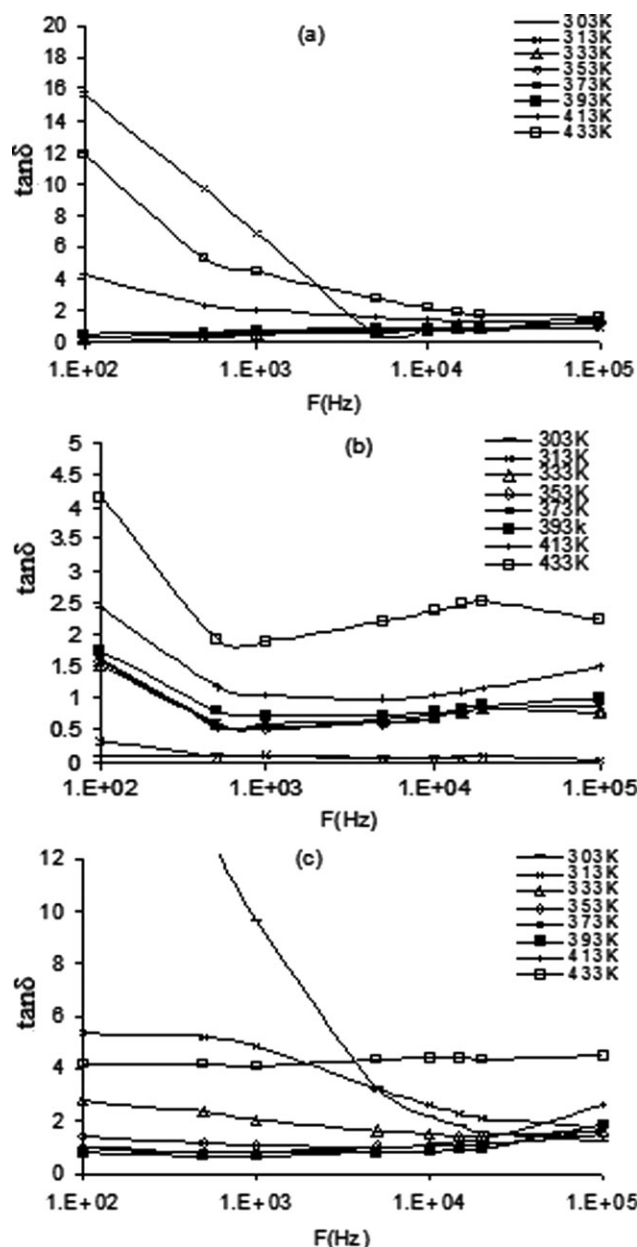 (a)
20
18
16
14
12
10
8
6
4
2
0
tanδ
303K
313K
333K
353K
373K
393K
413K
433K
1.E+02
1.E+03
1.E+04
1.E+05
F(Hz)
(b)
5
4.5
4
3.5
3
2.5
2
1.5
1
0.5
0
tanδ
303K
313K
333K
353K
373K
393k
413K
433K
1.E+02
1.E+03
1.E+04
1.E+05
F(Hz)
(c)
12
10
8
6
4
2
0
tanδ
303K
313K
333K
353K
373K
393K
413K
433K
1.E+02
1.E+03
1.E+04
1.E+05
F(Hz)